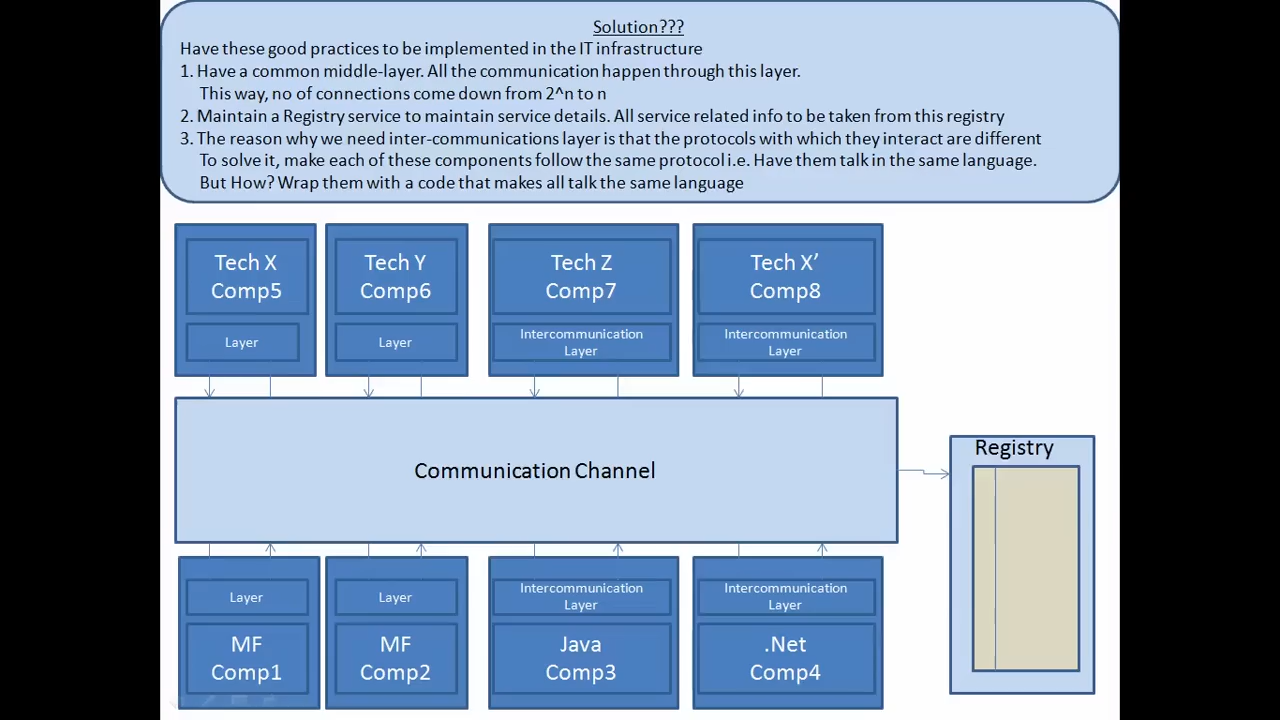 Solution???
Have these good practices to be implemented in the IT infrastructure
1. Have a common middle-layer. All the communication happen through this layer.
This way, no of connections come down from 2^n to n
2. Maintain a Registry service to maintain service details. All service related info to be taken from this registry
3. The reason why we need inter-communications layer is that the protocols with which they interact are different
To solve it, make each of these components follow the same protocol i.e. Have them talk in the same language.
But How? Wrap them with a code that makes all talk the same language
Tech X
Comp5
Layer
Tech Y
Comp6
Layer
Tech Z
Comp7
Intercommunication
Layer
Tech X’
Comp8
Intercommunication
Layer
Communication Channel
Registry
Layer
MF
Comp1
Layer
MF
Comp2
Intercommunication
Layer
Java
Comp3
Intercommunication
Layer
.Net
Comp4